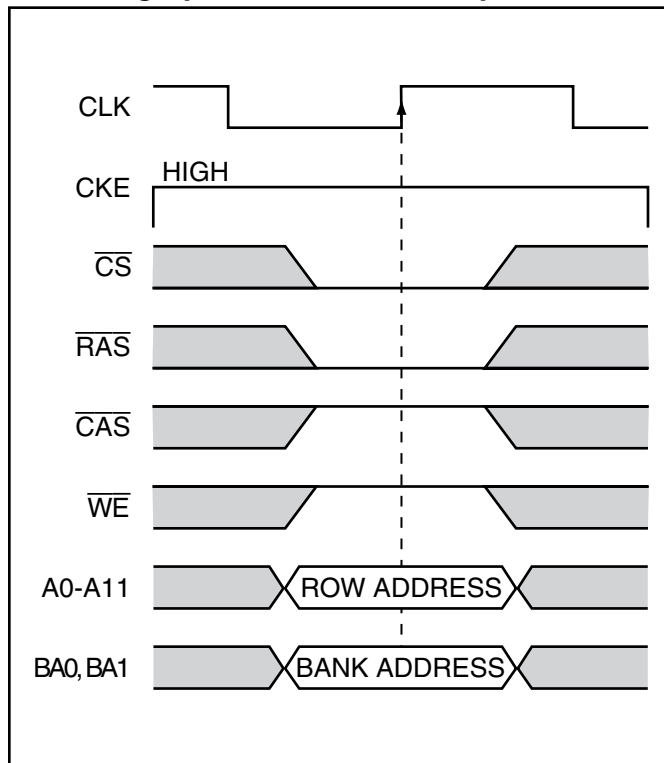 CLK
HIGH
CKE
CS
RAS
CAS
WE
A0-A11 ROW ADDRESS
BA0, BA1 BANK ADDRESS